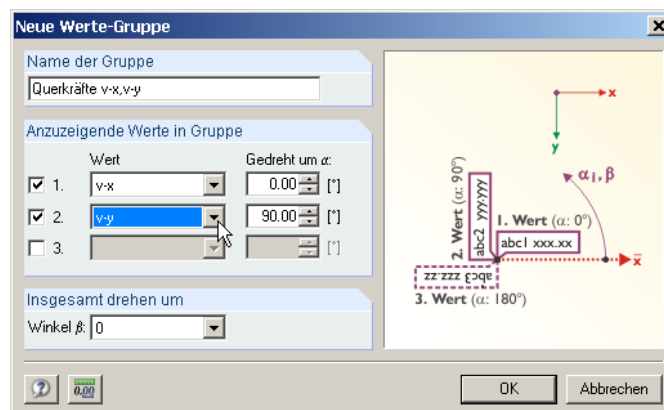 Neue Werte-Gruppe
Name der Gruppe
Querkräfte v-x,v-y
Anzuzeigende Werte in Gruppe
Wert Gedreht um α:
1. v-x 0.00 [°]
2. v-y 90.00 [°]
3. [°]
Insgesamt drehen um
Winkel β: 0
x
y
αi, β
2. Wert (α: 90°)
abc2 yyy.yyy
1. Wert (α: 0°)
abc1 xxx.xx
x̄
abc3 zz.zzz
3. Wert (α: 180°)
0.00
OK
Abbrechen